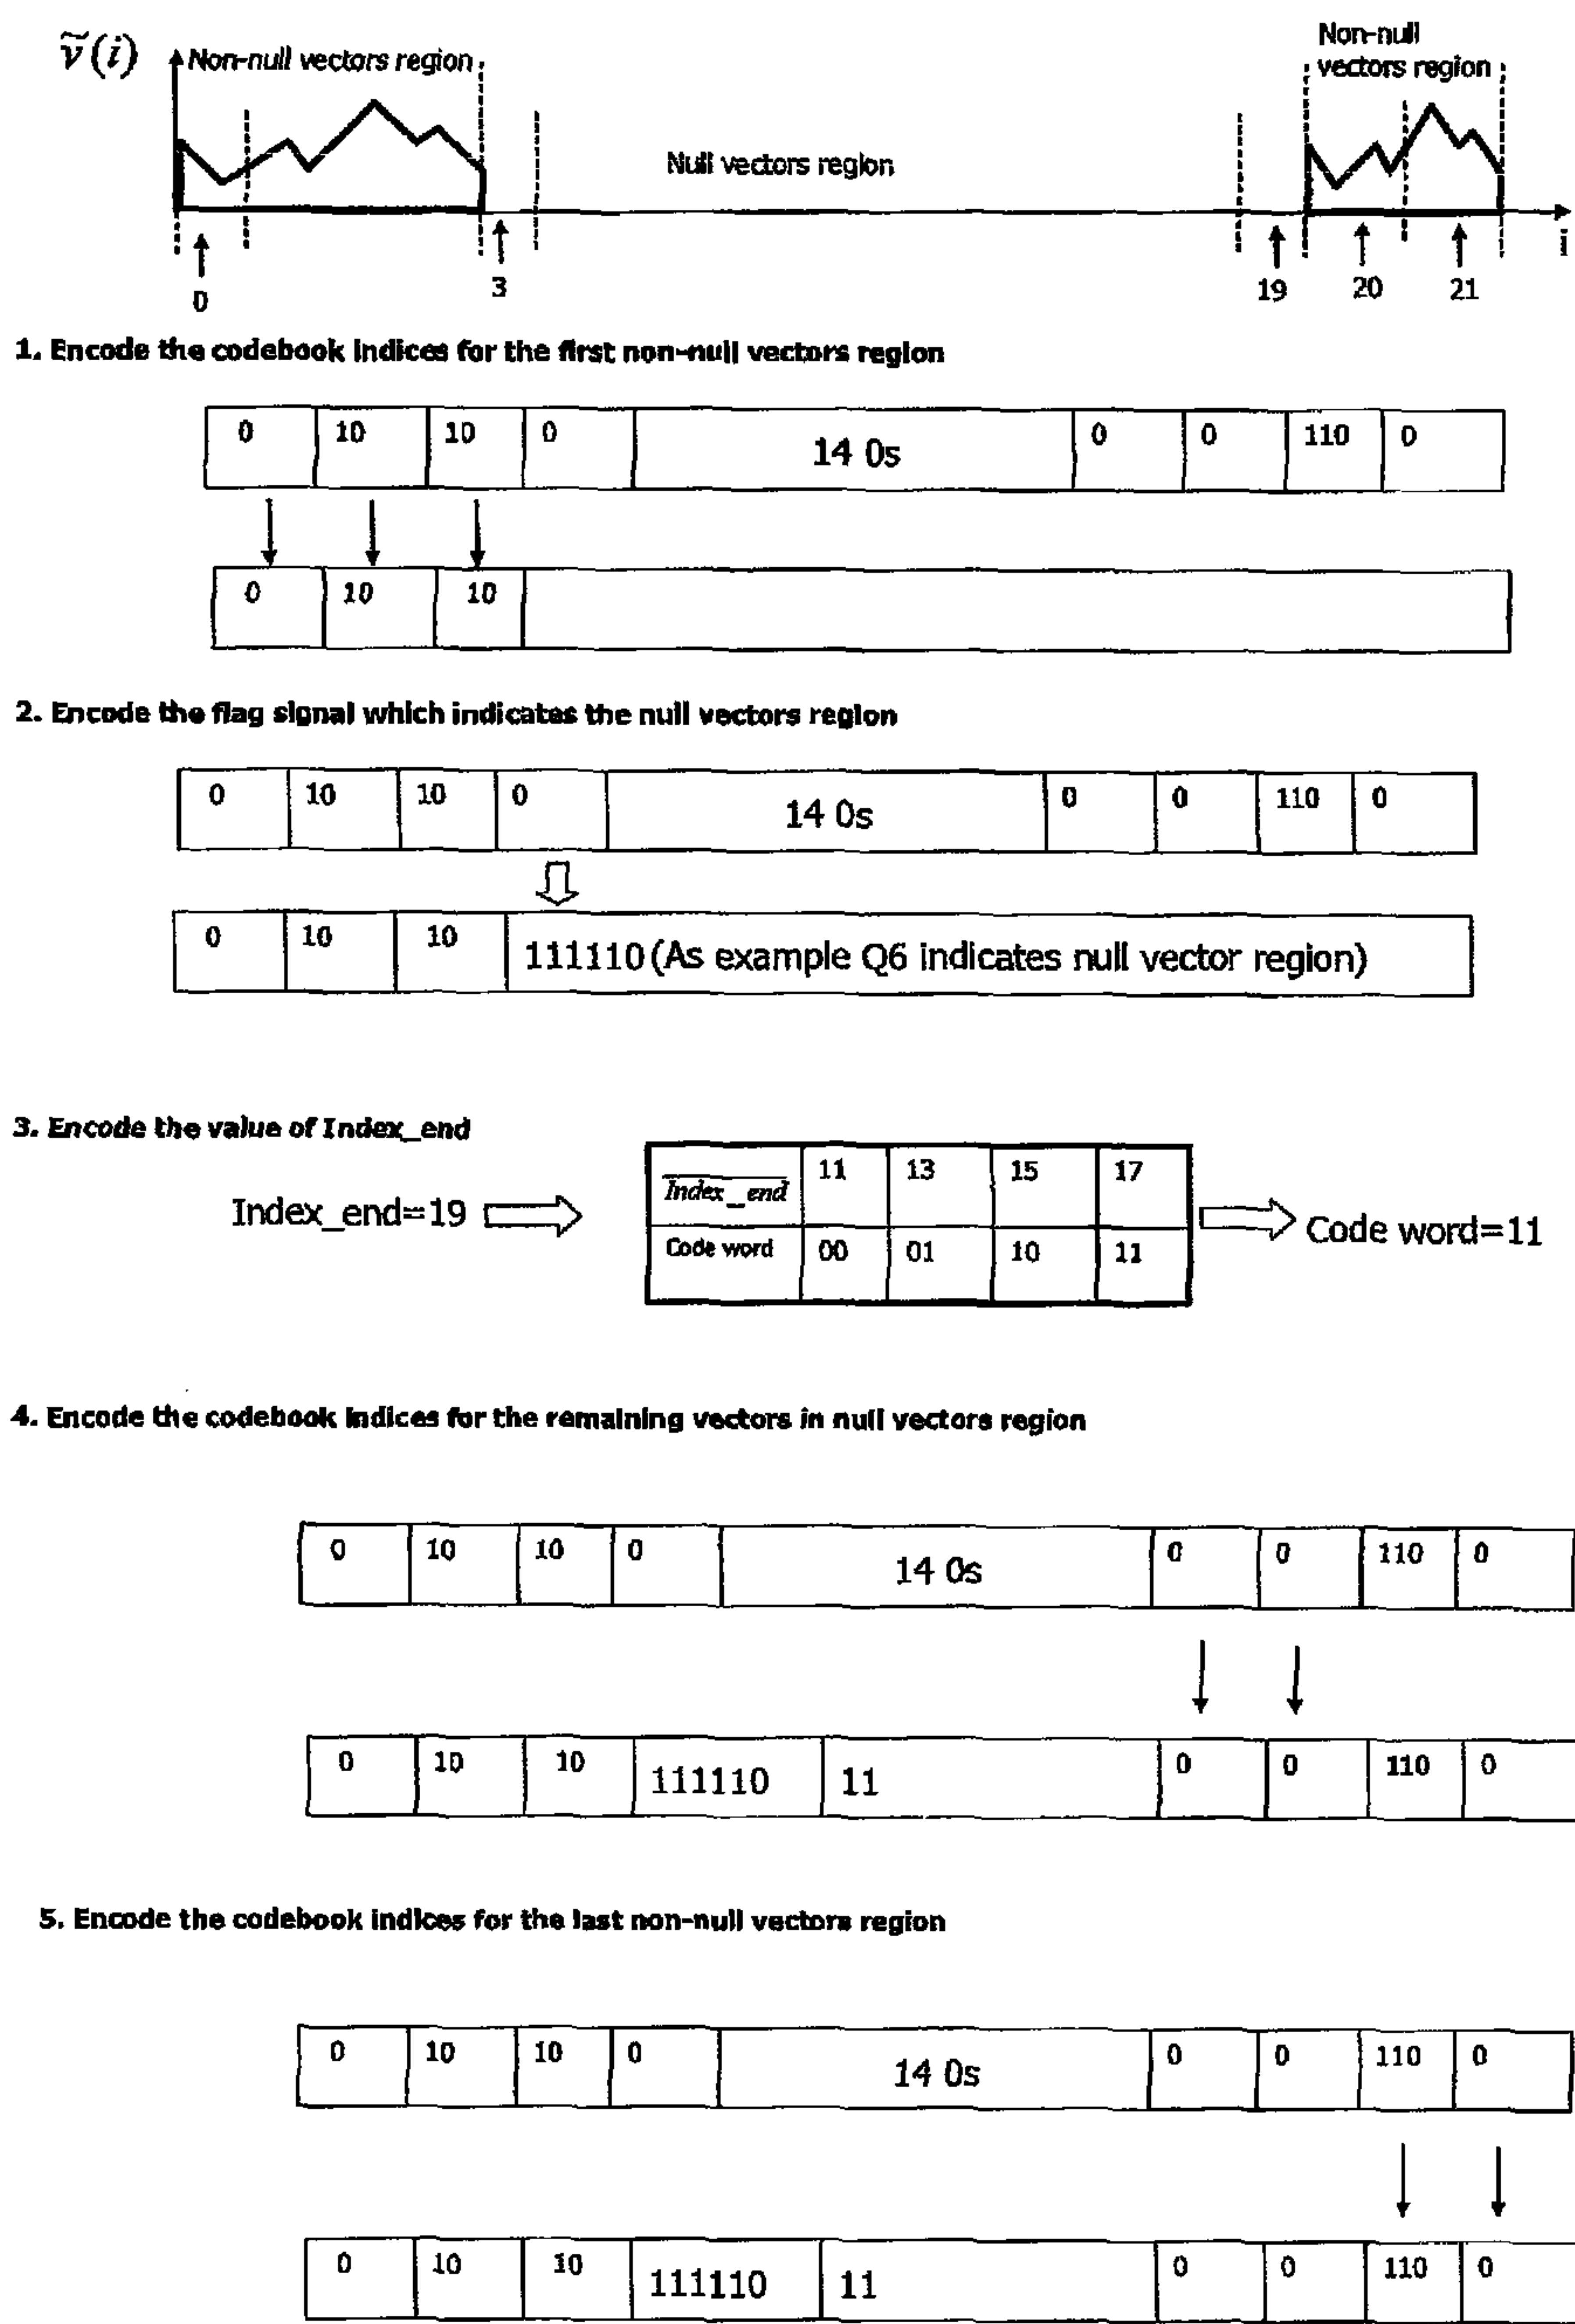 ṽ(i)
Non-null vectors region
Non-null
vectors region
Null vectors region
i
0
3
19
20
21
1. Encode the codebook indices for the first non-null vectors region
0 10 10 0 14 0s 0 0 110 0
0 10 10
2. Encode the flag signal which indicates the null vectors region
0 10 10 0 14 0s 0 0 110 0
0 10 10 111110(As example Q6 indicates null vector region)
3. Encode the value of Index_end
Index_end 11 13 15 17
Index_end=19
Code word=11
Code word 00 01 10 11
4. Encode the codebook indices for the remaining vectors in null vectors region
0 10 10 0 14 0s 0 0 110 0
0 10 10 111110 11 0 0 110 0
5. Encode the codebook indices for the last non-null vectors region
0 10 10 0 14 0s 0 0 110 0
0 10 10 111110 11 0 0 110 0